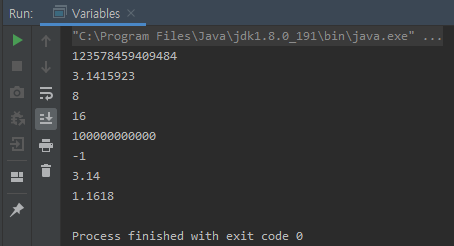 Run: Variables ×
"C:\Program Files\Java\jdk1.8.0_191\bin\java.exe" ...
123578459409484
3.1415923
8
16
100000000000
-1
3.14
1.1618
Process finished with exit code 0